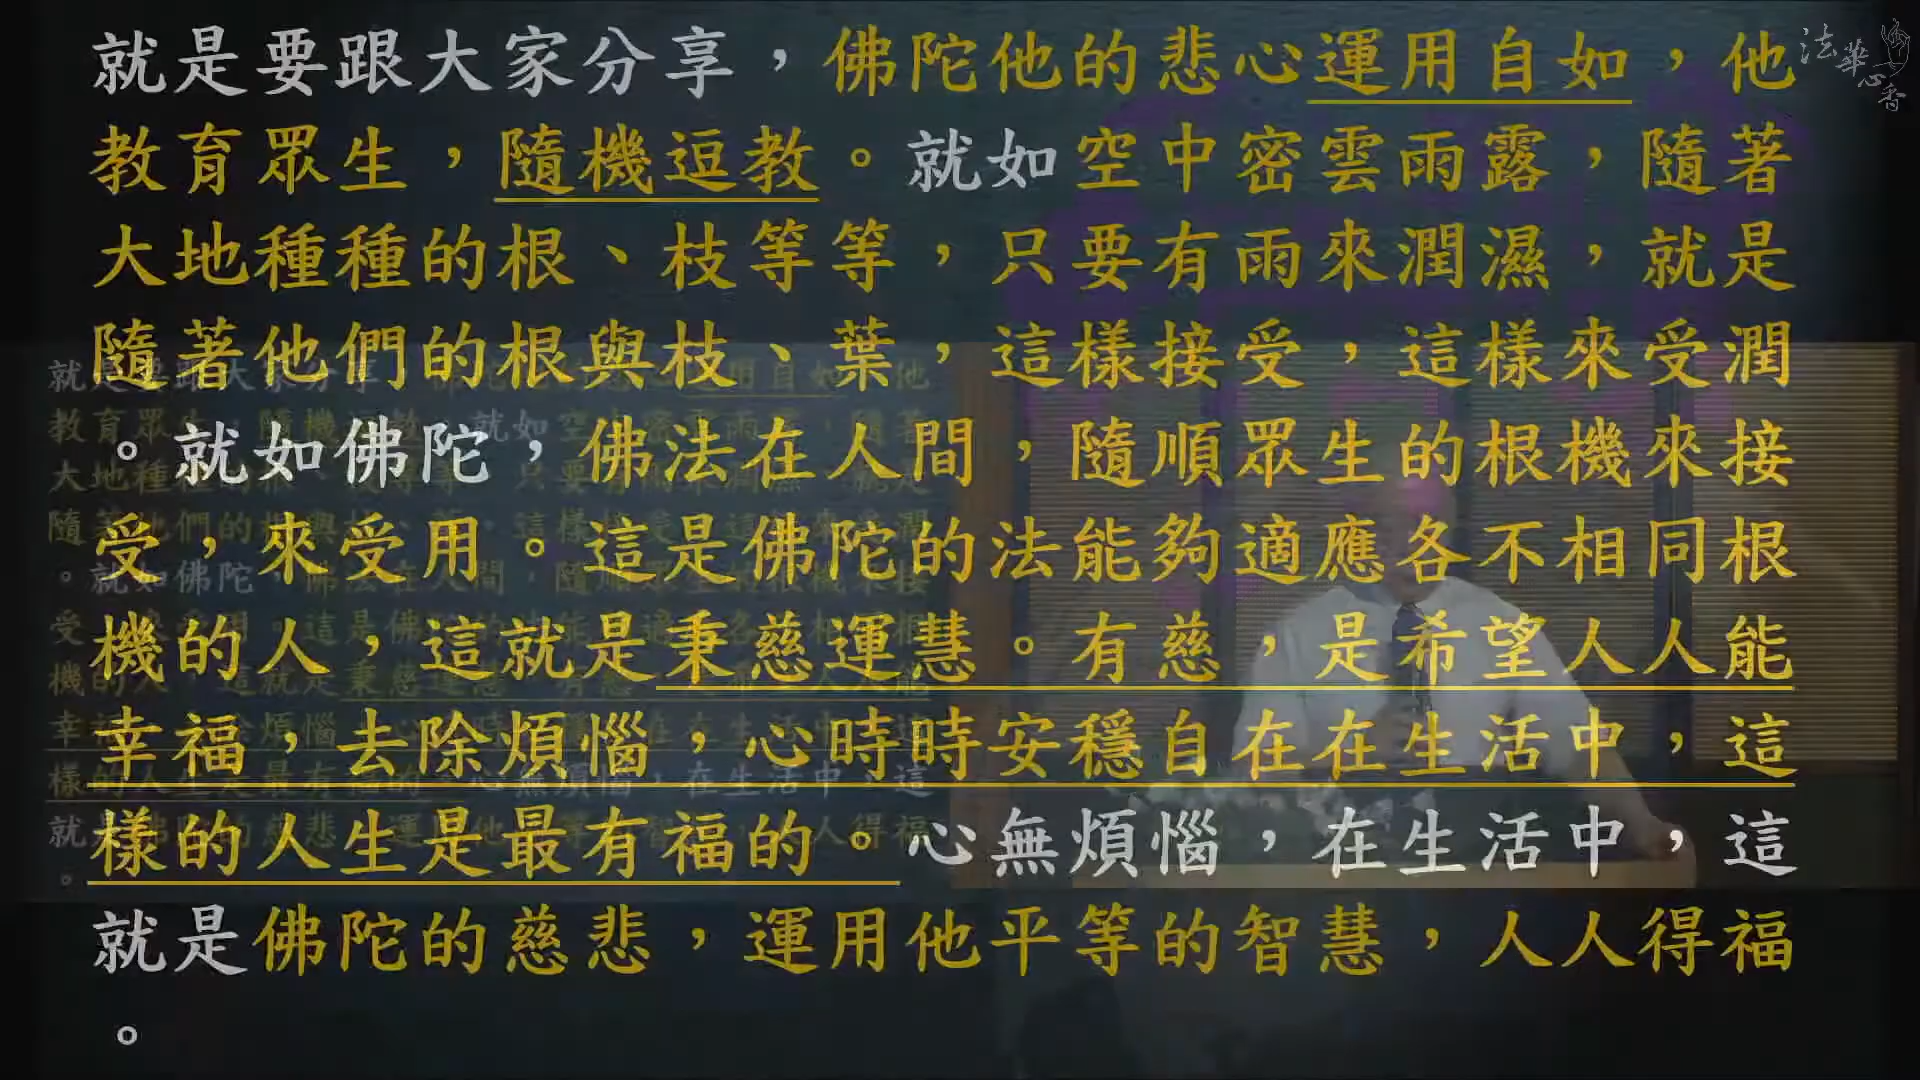 就是要跟大家分享，佛陀他的悲心運用自如，他
教育眾生，隨機逗教。就如空中密雲雨露，隨著
大地種種的根、枝等等，只要有雨來潤濕，就是
隨著他們的根與枝、葉，這樣接受，這樣來受潤
。就如佛陀，佛法在人間，隨順眾生的根機來接
受，來受用。這是佛陀的法能夠適應各不相同根
機的人，這就是秉慈運慧。有慈，是希望人人能
幸福，去除煩惱，心時時安穩自在在生活中，這
樣的人生是最有福的。心無煩惱，在生活中，這
就是佛陀的慈悲，運用他平等的智慧，人人得福
。
法華心香